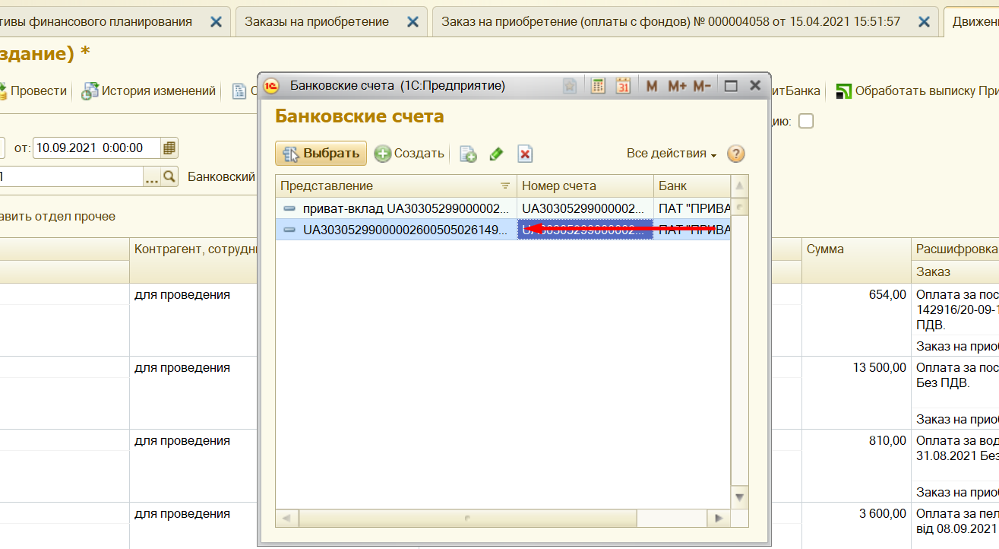 тивы финансового планирования
Заказы на приобретение
Заказ на приобретение (оплаты с фондов) № 000004058 от 15.04.2021 15:51:57
Движен
здание) *
Провести
История изменений
С
итБанка
Обработать выписку При
ию:
от: 10.09.2021 0:00:00
... Банковский
авить отдел прочее
Банковские счета (1С:Предприятие)
31 M M+ M-
Банковские счета
Выбрать
Создать
Все действия
?
Представление Номер счета Банк
приват-вклад UA30305299000002... UA30305299000002... ПАТ "ПРИВА
UA30305299000002600505026149... UA30305299000002... ПАТ "ПРИВА
Контрагент, сотрудни
Сумма
Расшифровка
Заказ
для проведения
654,00
Оплата за пос
142916/20-09-1
ПДВ.
Заказ на приоб
для проведения
13 500,00
Оплата за пос
Без ПДВ.
Заказ на приоб
для проведения
810,00
Оплата за вод
31.08.2021 Без
Заказ на приоб
для проведения
3 600,00
Оплата за пел
від 08.09.2021